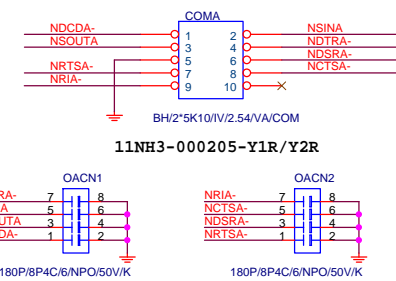 COMA
NDCDA- 1 2 NSINA
NSOUTA 3 4 NDTRA-
5 6 NDSRA-
NRTSA- 7 8 NCTSA-
NRIA- 9 10
BH/2*5K10/IV/2.54/VA/COM
11NH3-000205-Y1R/Y2R
OACN1 OACN2
RA- 7 8 NRIA- 7 8
A 5 6 NCTSA- 5 6
UTA 3 4 NDSRA- 3 4
DA- 1 2 NRTSA- 1 2
180P/8P4C/6/NPO/50V/K 180P/8P4C/6/NPO/50V/K